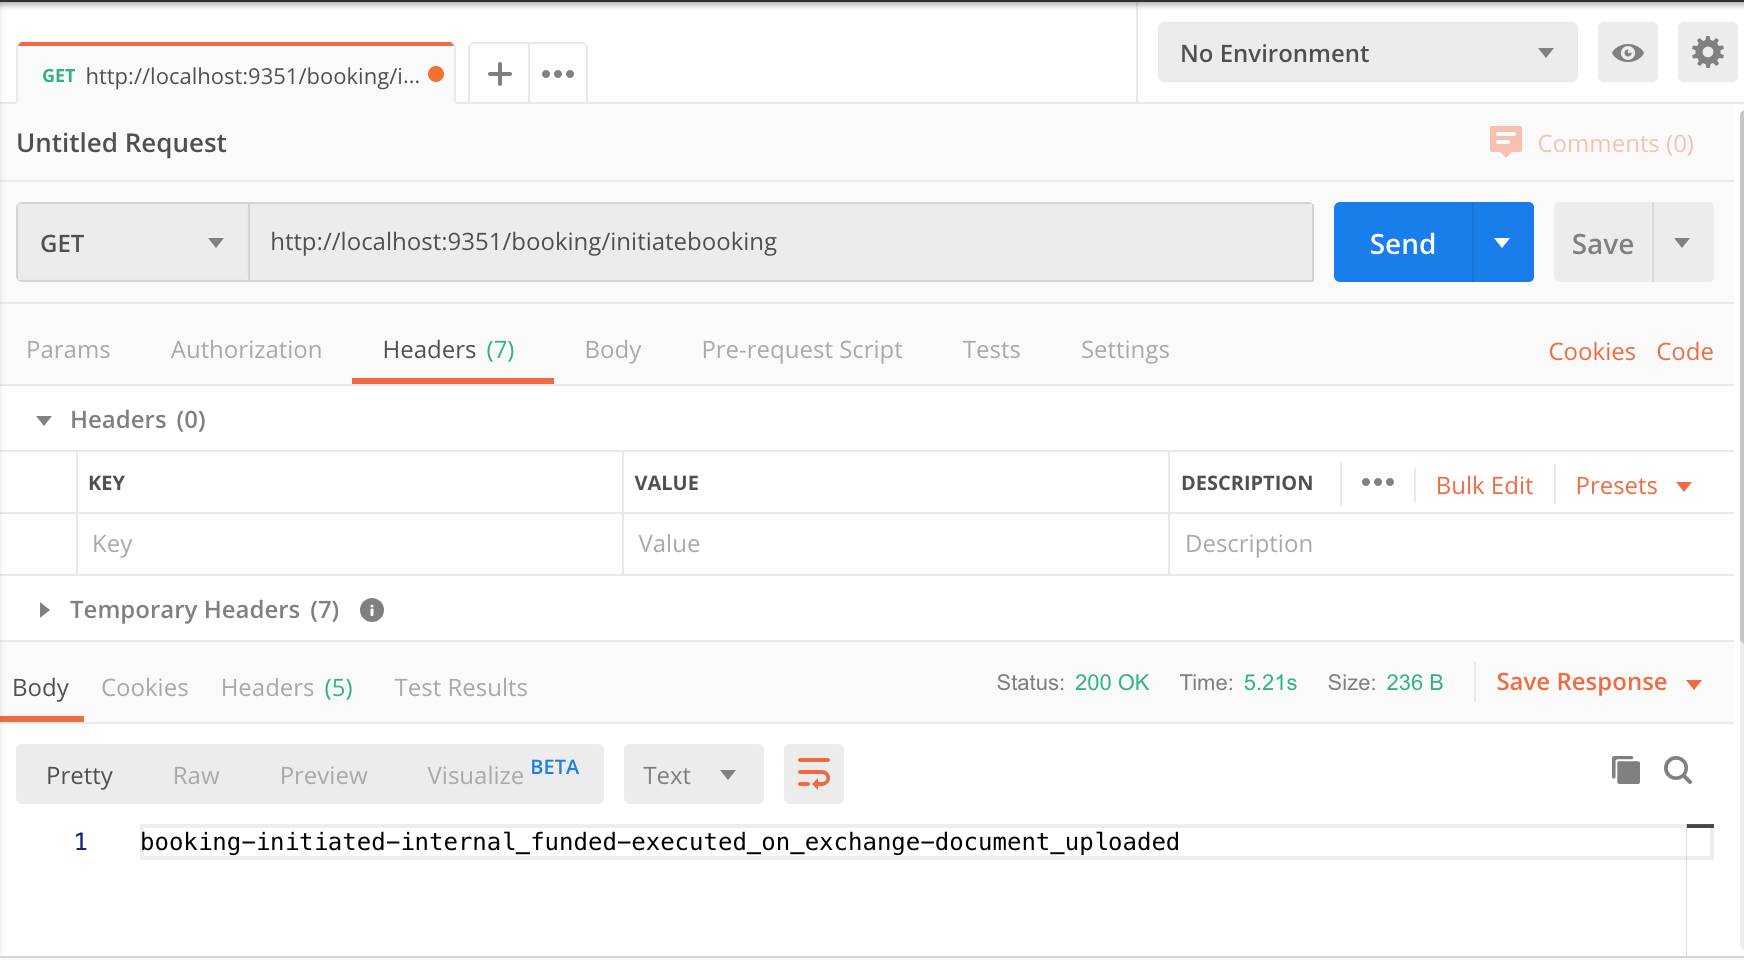 GET http://localhost:9351/booking/i...
No Environment
Untitled Request
Comments (0)
GET http://localhost:9351/booking/initiatebooking Send Save
Params Authorization Headers (7) Body Pre-request Script Tests Settings Cookies Code
Headers (0)
KEY VALUE DESCRIPTION Bulk Edit Presets
Key Value Description
Temporary Headers (7)
Body Cookies Headers (5) Test Results Status: 200 OK Time: 5.21s Size: 236 B Save Response
Pretty Raw Preview Visualize BETA Text
1 booking-initiated-internal_funded-executed_on_exchange-document_uploaded